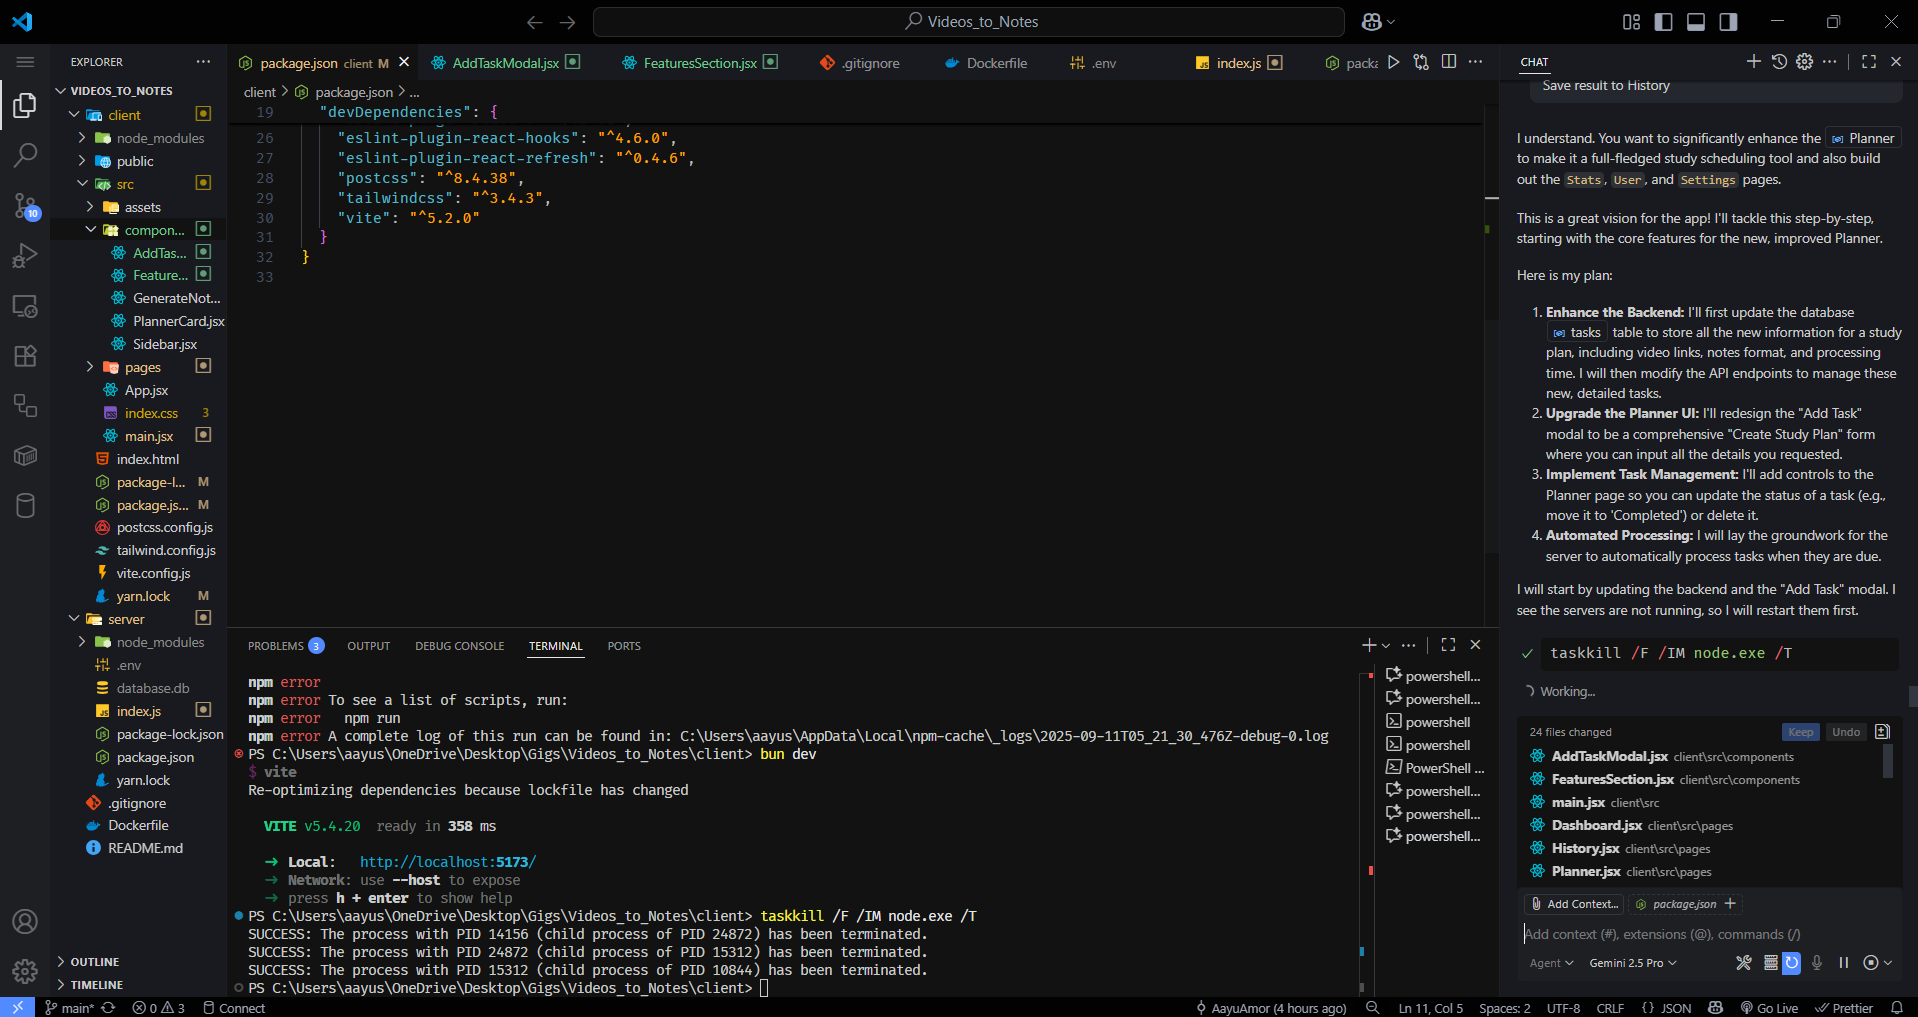 Videos_to_Notes
EXPLORER
VIDEOS_TO_NOTES
client
node_modules
public
src
assets
compon...
AddTas...
Feature...
GenerateNot...
PlannerCard.jsx
Sidebar.jsx
pages
App.jsx
index.css 3
main.jsx
index.html
package-l... M
package.js... M
postcss.config.js
tailwind.config.js
vite.config.js
yarn.lock M
server
node_modules
.env
database.db
index.js
package-lock.json
package.json
yarn.lock
.gitignore
Dockerfile
README.md
OUTLINE
TIMELINE
10
package.json client M
AddTaskModal.jsx
FeaturesSection.jsx
.gitignore
Dockerfile
.env
index.js
packa
client > package.json > ...
19 "devDependencies": {
26 "eslint-plugin-react-hooks": "^4.6.0",
27 "eslint-plugin-react-refresh": "^0.4.6",
28 "postcss": "^8.4.38",
29 "tailwindcss": "^3.4.3",
30 "vite": "^5.2.0"
31 }
32 }
33
PROBLEMS 3 OUTPUT DEBUG CONSOLE TERMINAL PORTS
npm error
npm error To see a list of scripts, run:
npm error   npm run
npm error A complete log of this run can be found in: C:\Users\aayus\AppData\Local\npm-cache\_logs\2025-09-11T05_21_30_476Z-debug-0.log
PS C:\Users\aayus\OneDrive\Desktop\Gigs\Videos_to_Notes\client> bun dev
$ vite
Re-optimizing dependencies because lockfile has changed
VITE v5.4.20  ready in 358 ms
➜  Local:   http://localhost:5173/
➜  Network: use --host to expose
➜  press h + enter to show help
PS C:\Users\aayus\OneDrive\Desktop\Gigs\Videos_to_Notes\client> taskkill /F /IM node.exe /T
SUCCESS: The process with PID 14156 (child process of PID 24872) has been terminated.
SUCCESS: The process with PID 24872 (child process of PID 15312) has been terminated.
SUCCESS: The process with PID 15312 (child process of PID 10844) has been terminated.
PS C:\Users\aayus\OneDrive\Desktop\Gigs\Videos_to_Notes\client>
powershell...
powershell...
powershell
powershell
PowerShell ...
powershell...
powershell...
powershell...
CHAT
Save result to History
I understand. You want to significantly enhance the Planner
to make it a full-fledged study scheduling tool and also build
out the Stats, User, and Settings pages.
This is a great vision for the app! I'll tackle this step-by-step,
starting with the core features for the new, improved Planner.
Here is my plan:
1. Enhance the Backend: I'll first update the database
tasks table to store all the new information for a study
plan, including video links, notes format, and processing
time. I will then modify the API endpoints to manage these
new, detailed tasks.
2. Upgrade the Planner UI: I'll redesign the "Add Task"
modal to be a comprehensive "Create Study Plan" form
where you can input all the details you requested.
3. Implement Task Management: I'll add controls to the
Planner page so you can update the status of a task (e.g.,
move it to 'Completed') or delete it.
4. Automated Processing: I will lay the groundwork for the
server to automatically process tasks when they are due.
I will start by updating the backend and the "Add Task" modal. I
see the servers are not running, so I will restart them first.
taskkill /F /IM node.exe /T
Working...
24 files changed Keep Undo
AddTaskModal.jsx client\src\components
FeaturesSection.jsx client\src\components
main.jsx client\src
Dashboard.jsx client\src\pages
History.jsx client\src\pages
Planner.jsx client\src\pages
Add Context... package.json +
Add context (#), extensions (@), commands (/)
Agent Gemini 2.5 Pro
main* 0 3 Connect
AayuAmor (4 hours ago) Ln 11, Col 5 Spaces: 2 UTF-8 CRLF {} JSON Go Live Prettier